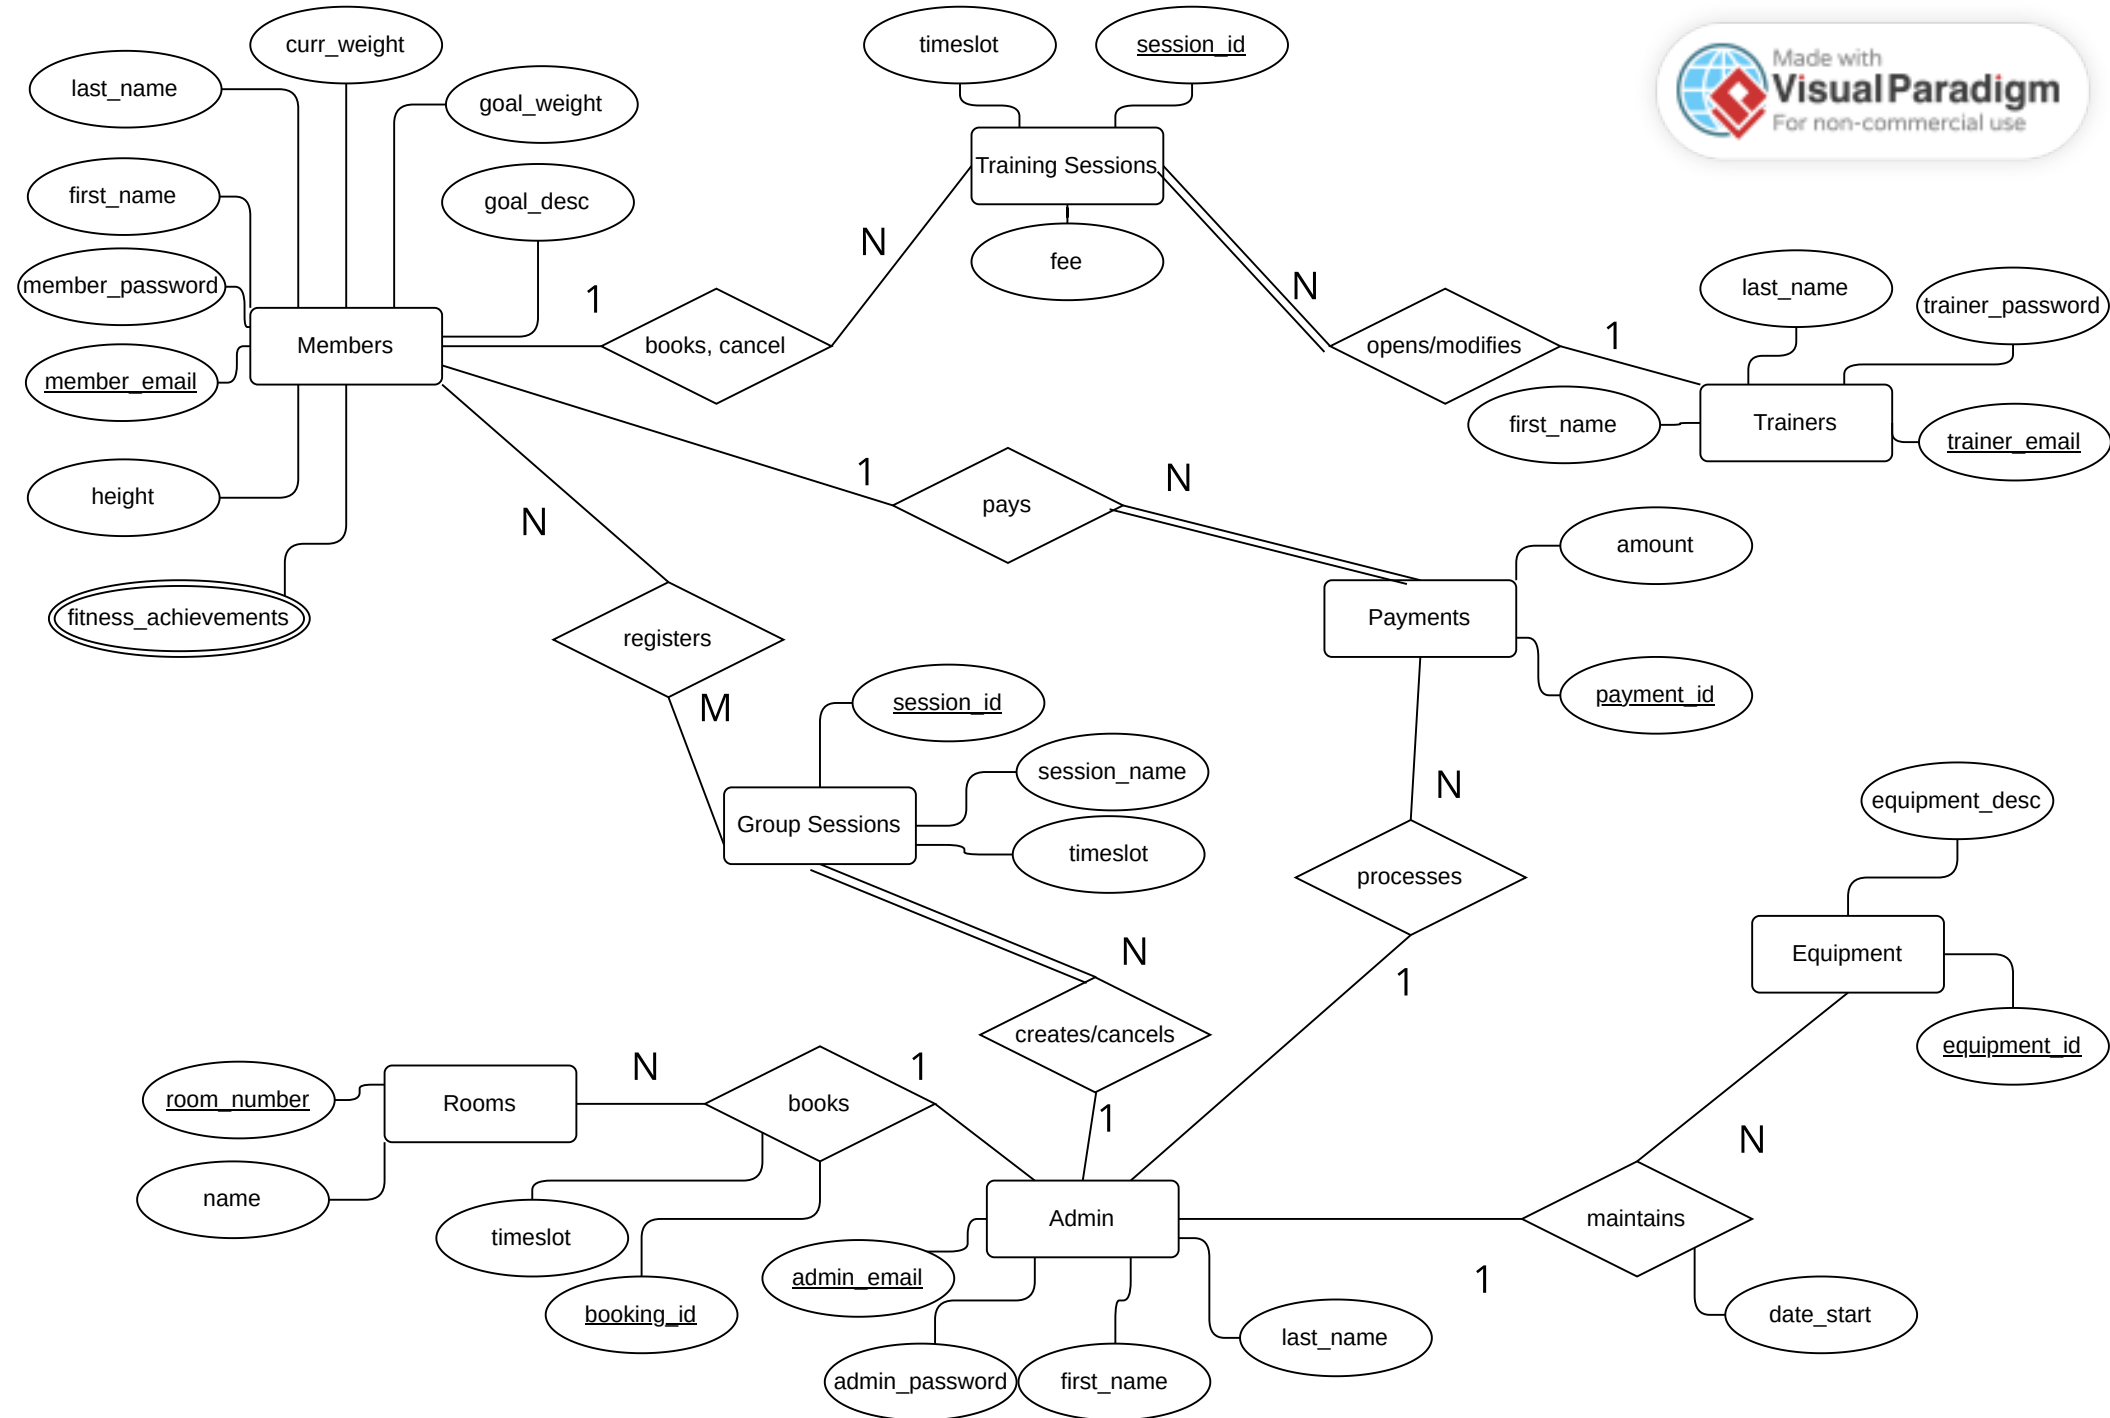 curr_weight
timeslot
session_id
Made with
Visual Paradigm
For non-commercial use
last_name
goal_weight
Training Sessions
first_name
goal_desc
N
fee
member_password
1
N
last_name
trainer_password
Members
books, cancel
opens/modifies
1
member_email
first_name
Trainers
trainer_email
1
N
height
pays
N
amount
fitness_achievements
registers
Payments
M
session_id
payment_id
session_name
N
equipment_desc
Group Sessions
timeslot
processes
N
1
Equipment
creates/cancels
equipment_id
room_number
Rooms
N
books
1
1
N
name
timeslot
Admin
maintains
admin_email
1
booking_id
last_name
date_start
admin_password
first_name